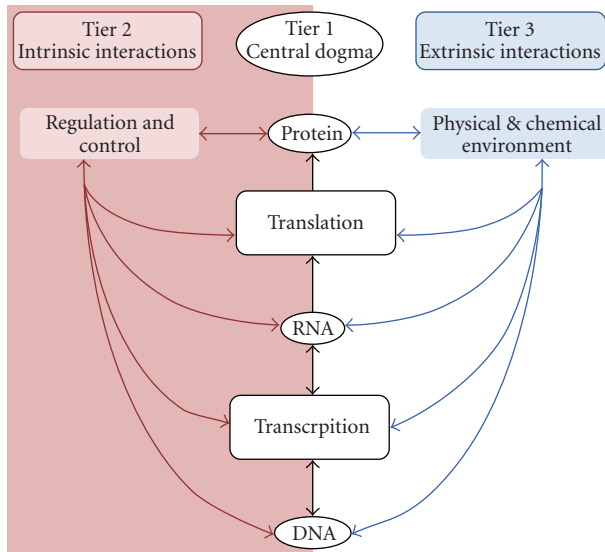 Tier 2
Intrinsic interactions
Tier 1
Central dogma
Tier 3
Extrinsic interactions
Regulation and
control
Protein
Physical & chemical
environment
Translation
RNA
Transcrpition
DNA